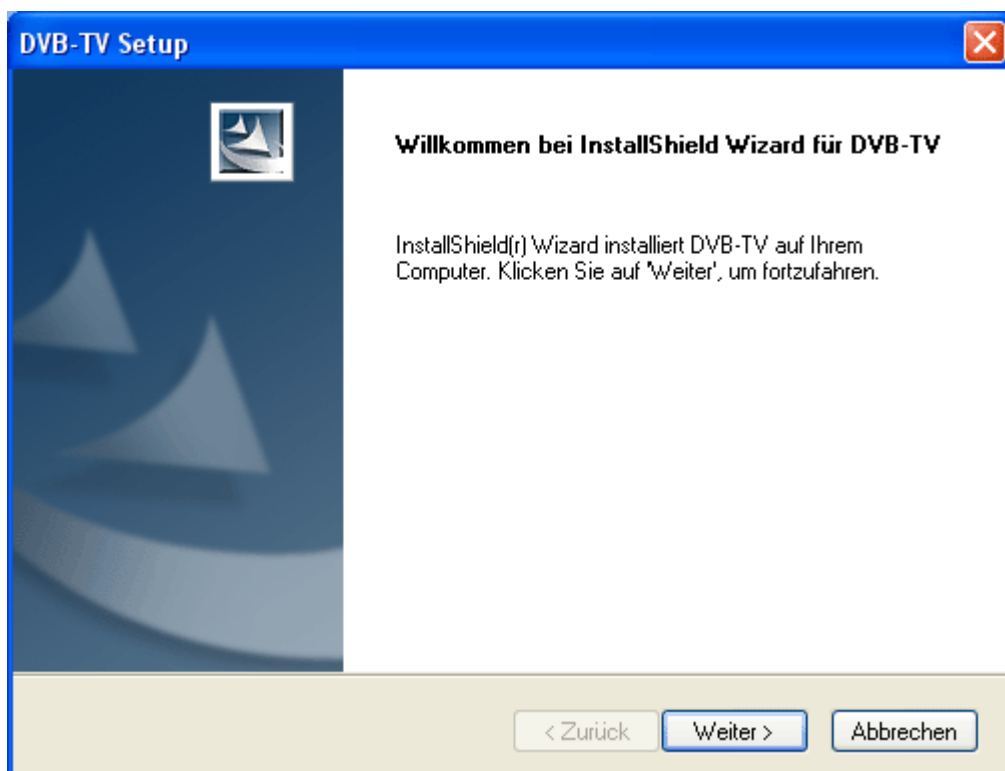 DVB-TV Setup
Willkommen bei InstallShield Wizard für DVB-TV
InstallShield(r) Wizard installiert DVB-TV auf Ihrem
Computer. Klicken Sie auf 'Weiter', um fortzufahren.
< Zurück
Weiter >
Abbrechen